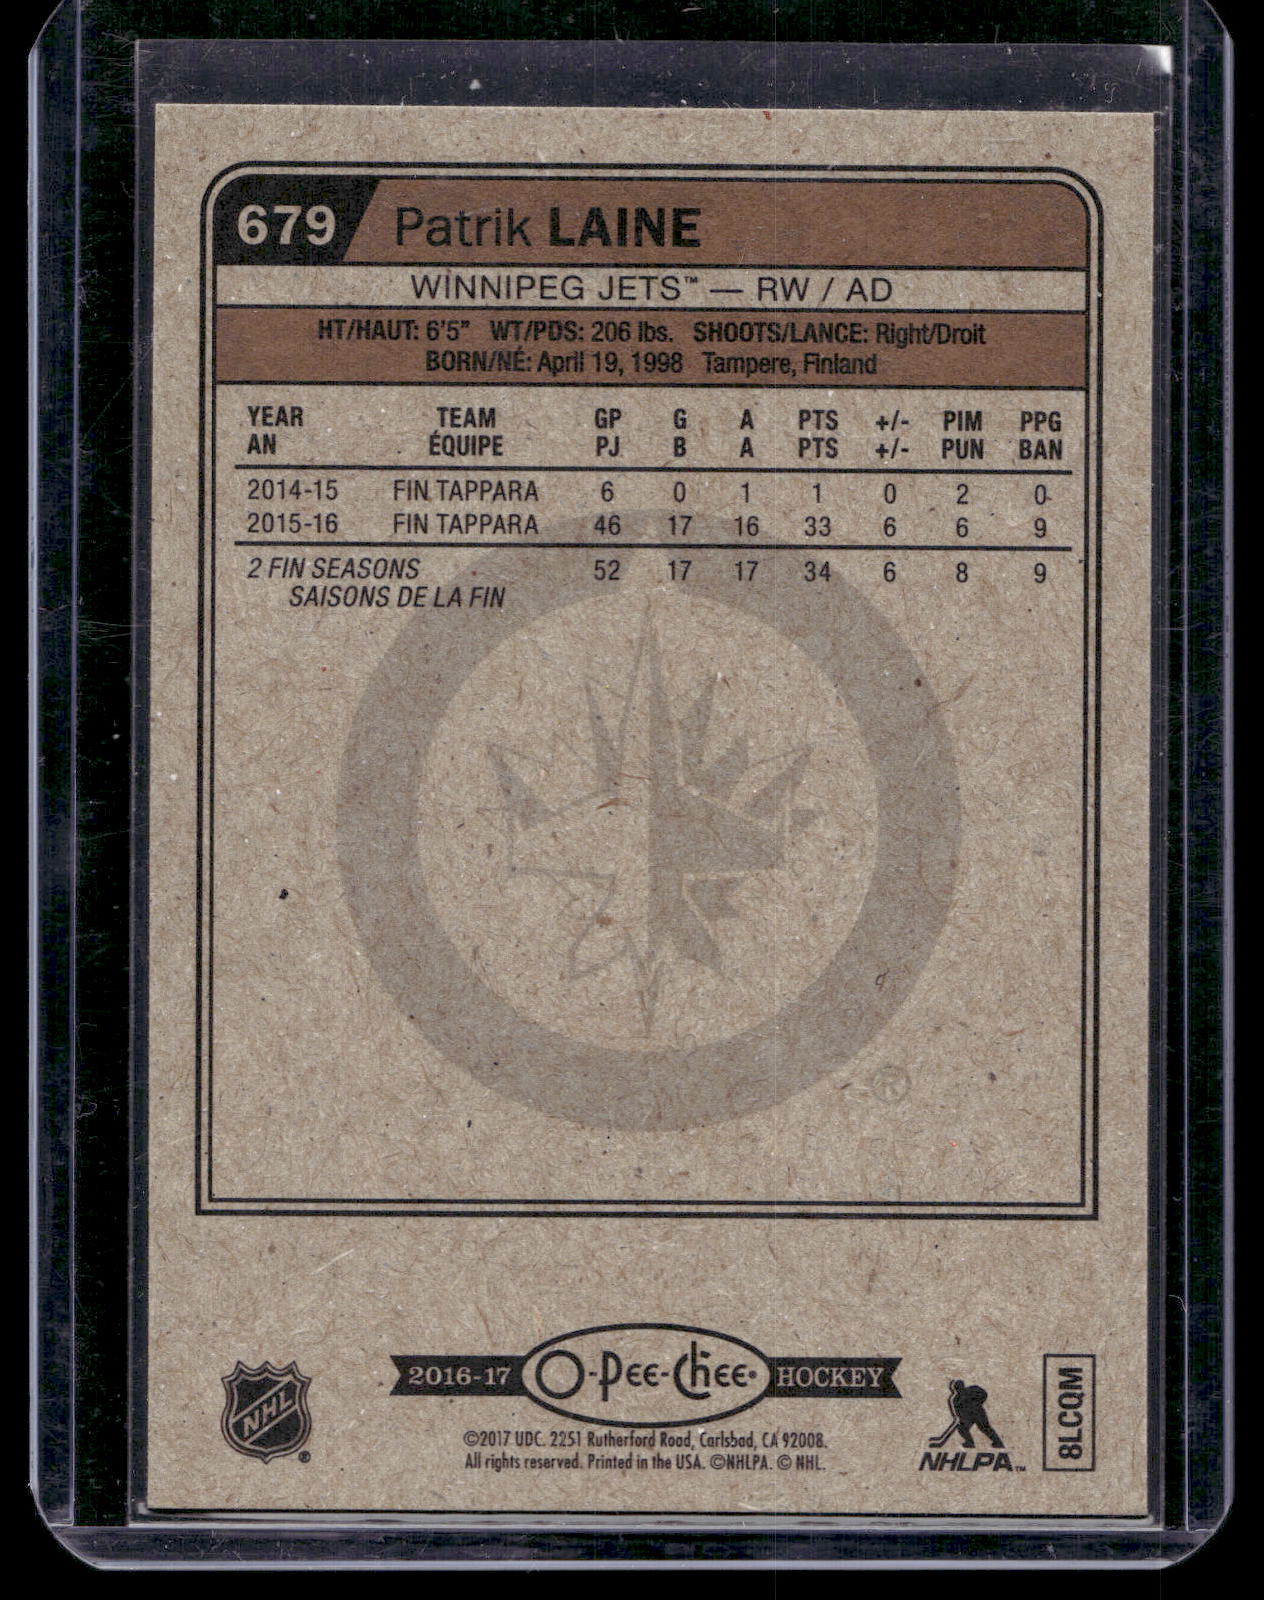 679 Patrik LAINE
WINNIPEG JETS™ — RW / AD
HT/HAUT: 6'5" WT/PDS: 206 lbs. SHOOTS/LANCE: Right/Droit
BORN/NÉ: April 19, 1998 Tampere, Finland
YEAR TEAM GP G A PTS +/- PIM PPG
AN ÉQUIPE PJ B A PTS +/- PUN BAN
2014-15 FIN TAPPARA 6 0 1 1 0 2 0
2015-16 FIN TAPPARA 46 17 16 33 6 6 9
2 FIN SEASONS 52 17 17 34 6 8 9
SAISONS DE LA FIN
®
2016-17 O-Pee-Chee® HOCKEY
NHL ®
©2017 UDC. 2251 Rutherford Road, Carlsbad, CA 92008.
All rights reserved. Printed in the USA. ©NHLPA. © NHL.
NHLPA™
8LCQM